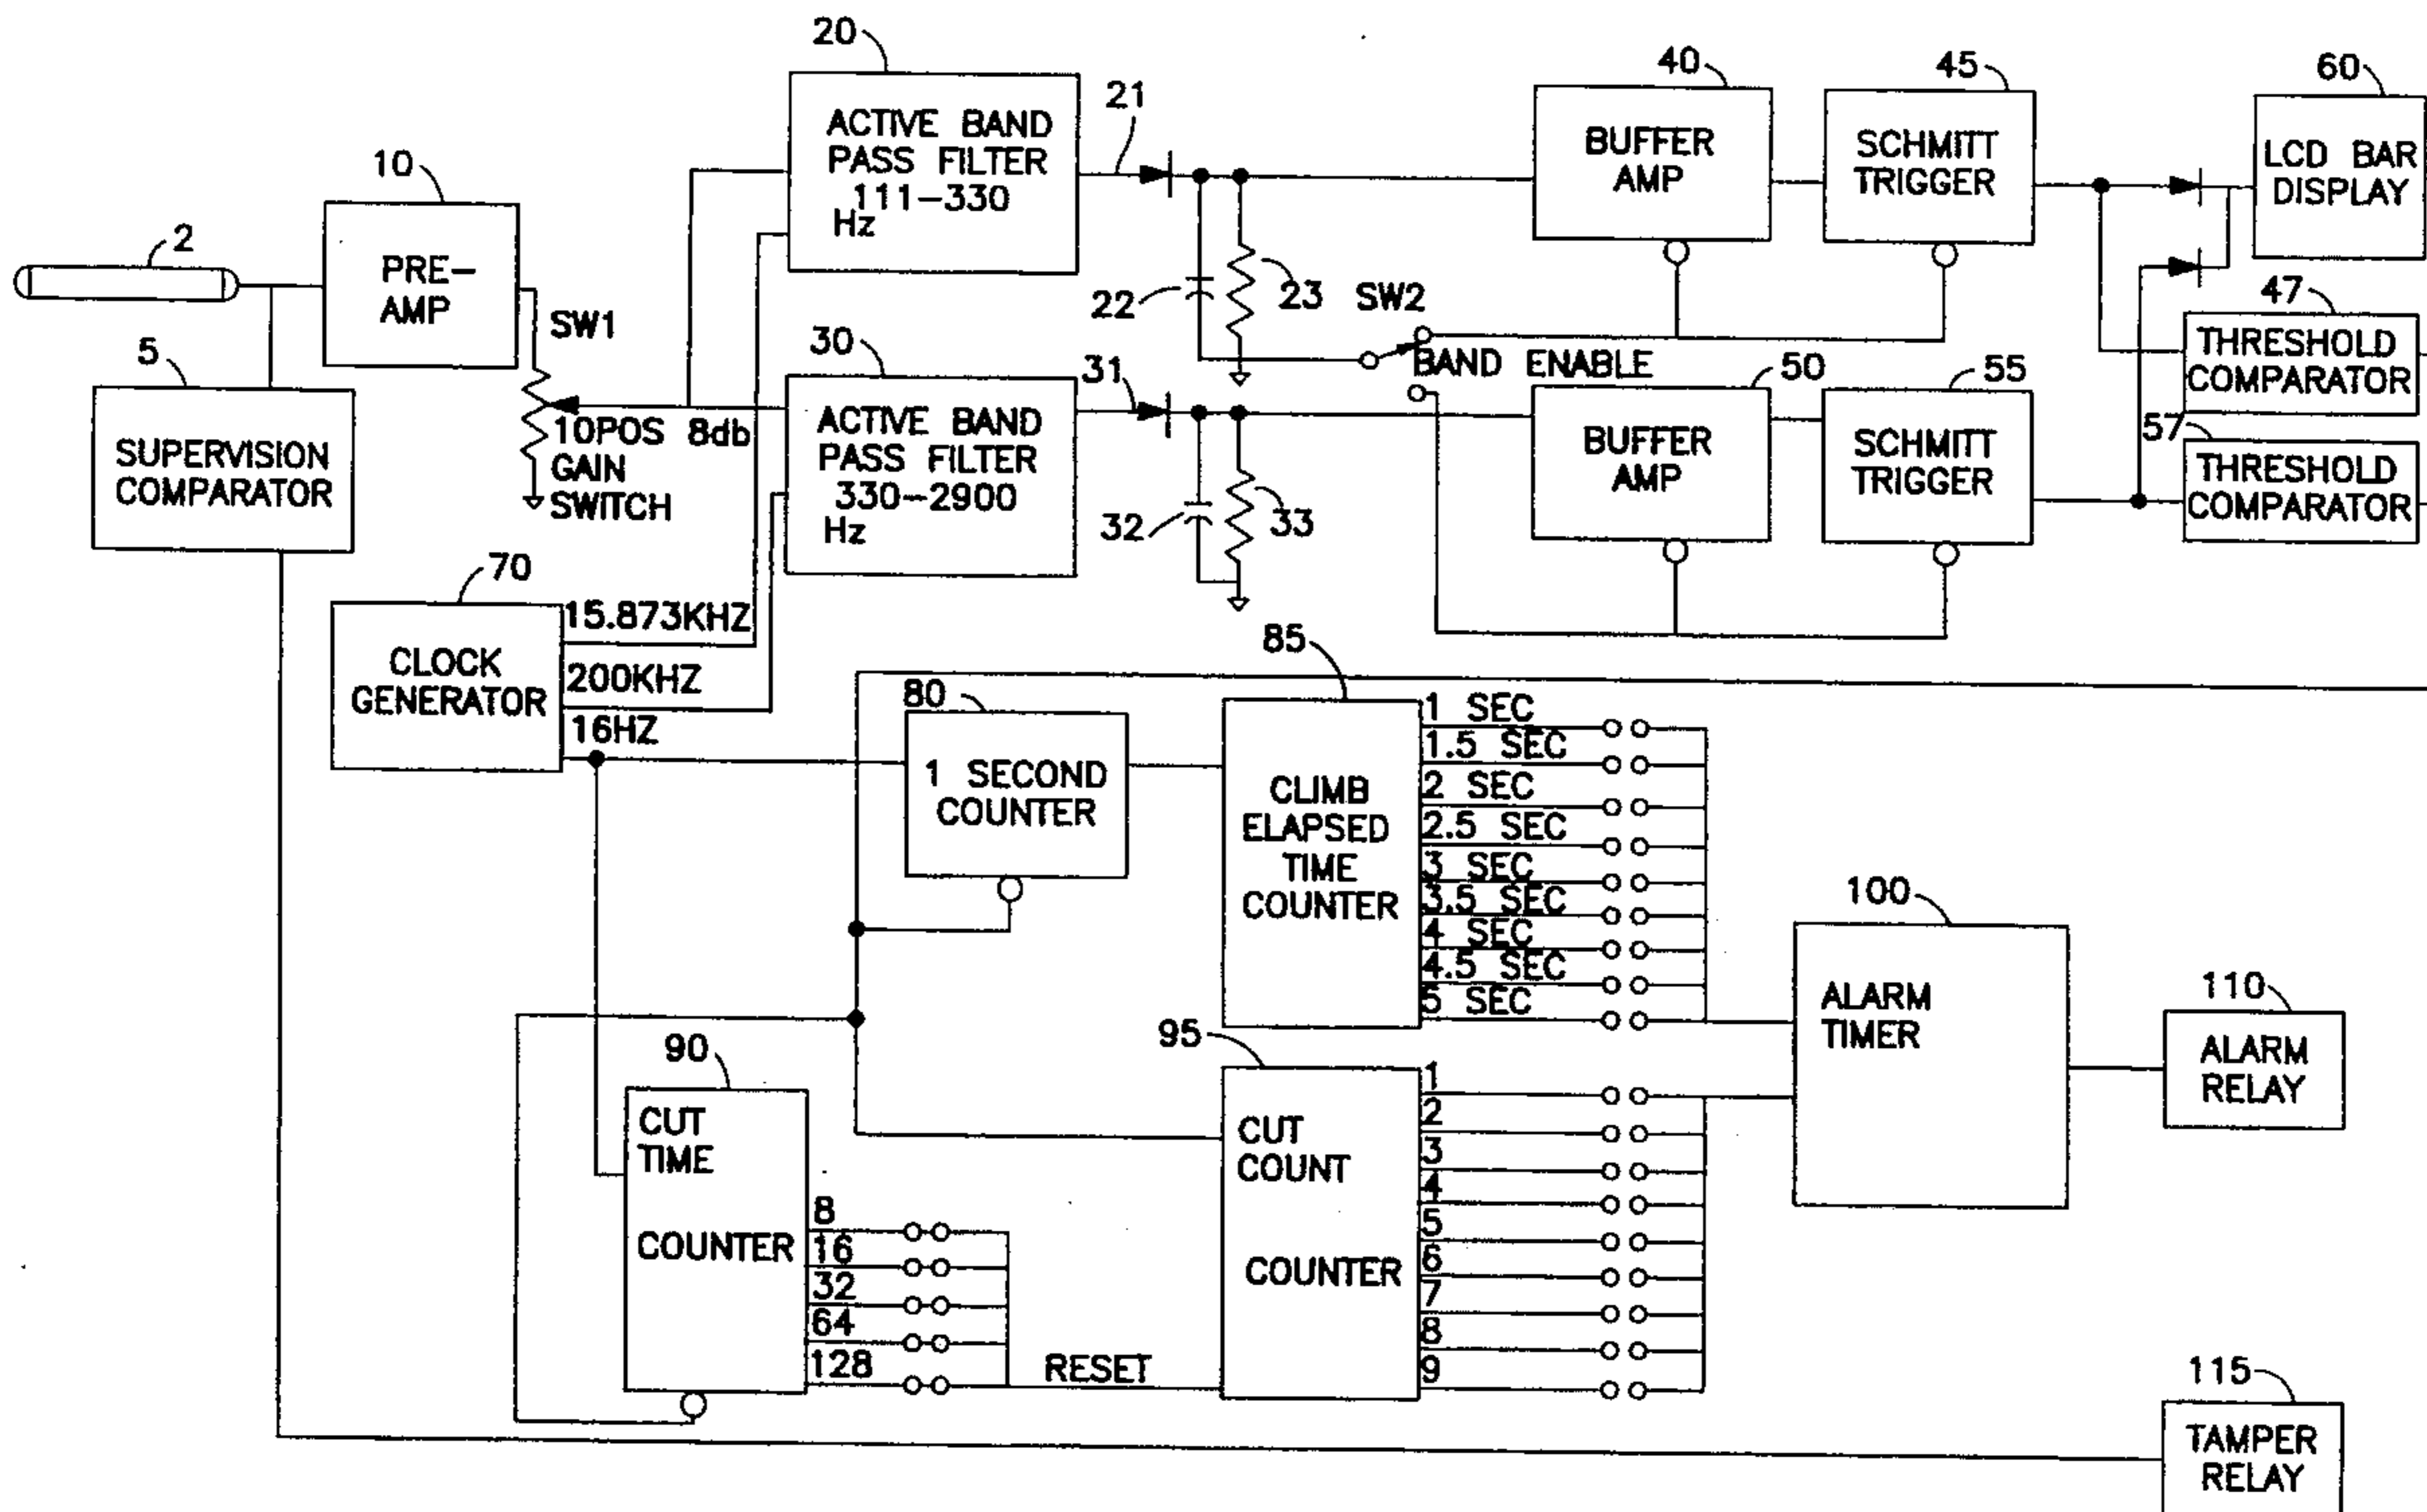 20
ACTIVE BAND
PASS FILTER
111-330
Hz
21
22
23
40
BUFFER
AMP
45
SCHMITT
TRIGGER
60
LCD BAR
DISPLAY
2
10
PRE-
AMP
SW1
10POS 8db
GAIN
SWITCH
5
SUPERVISION
COMPARATOR
30
ACTIVE BAND
PASS FILTER
330-2900
Hz
31
32
33
SW2
BAND ENABLE
50
BUFFER
AMP
55
SCHMITT
TRIGGER
47
THRESHOLD
COMPARATOR
57
THRESHOLD
COMPARATOR
70
CLOCK
GENERATOR
15.873KHZ
200KHZ
16HZ
80
1 SECOND
COUNTER
85
CLIMB
ELAPSED
TIME
COUNTER
1 SEC
1.5 SEC
2 SEC
2.5 SEC
3 SEC
3.5 SEC
4 SEC
4.5 SEC
5 SEC
90
CUT
TIME
COUNTER
8
16
32
64
128
RESET
95
CUT
COUNT
COUNTER
1
2
3
4
5
6
7
8
9
100
ALARM
TIMER
110
ALARM
RELAY
115
TAMPER
RELAY